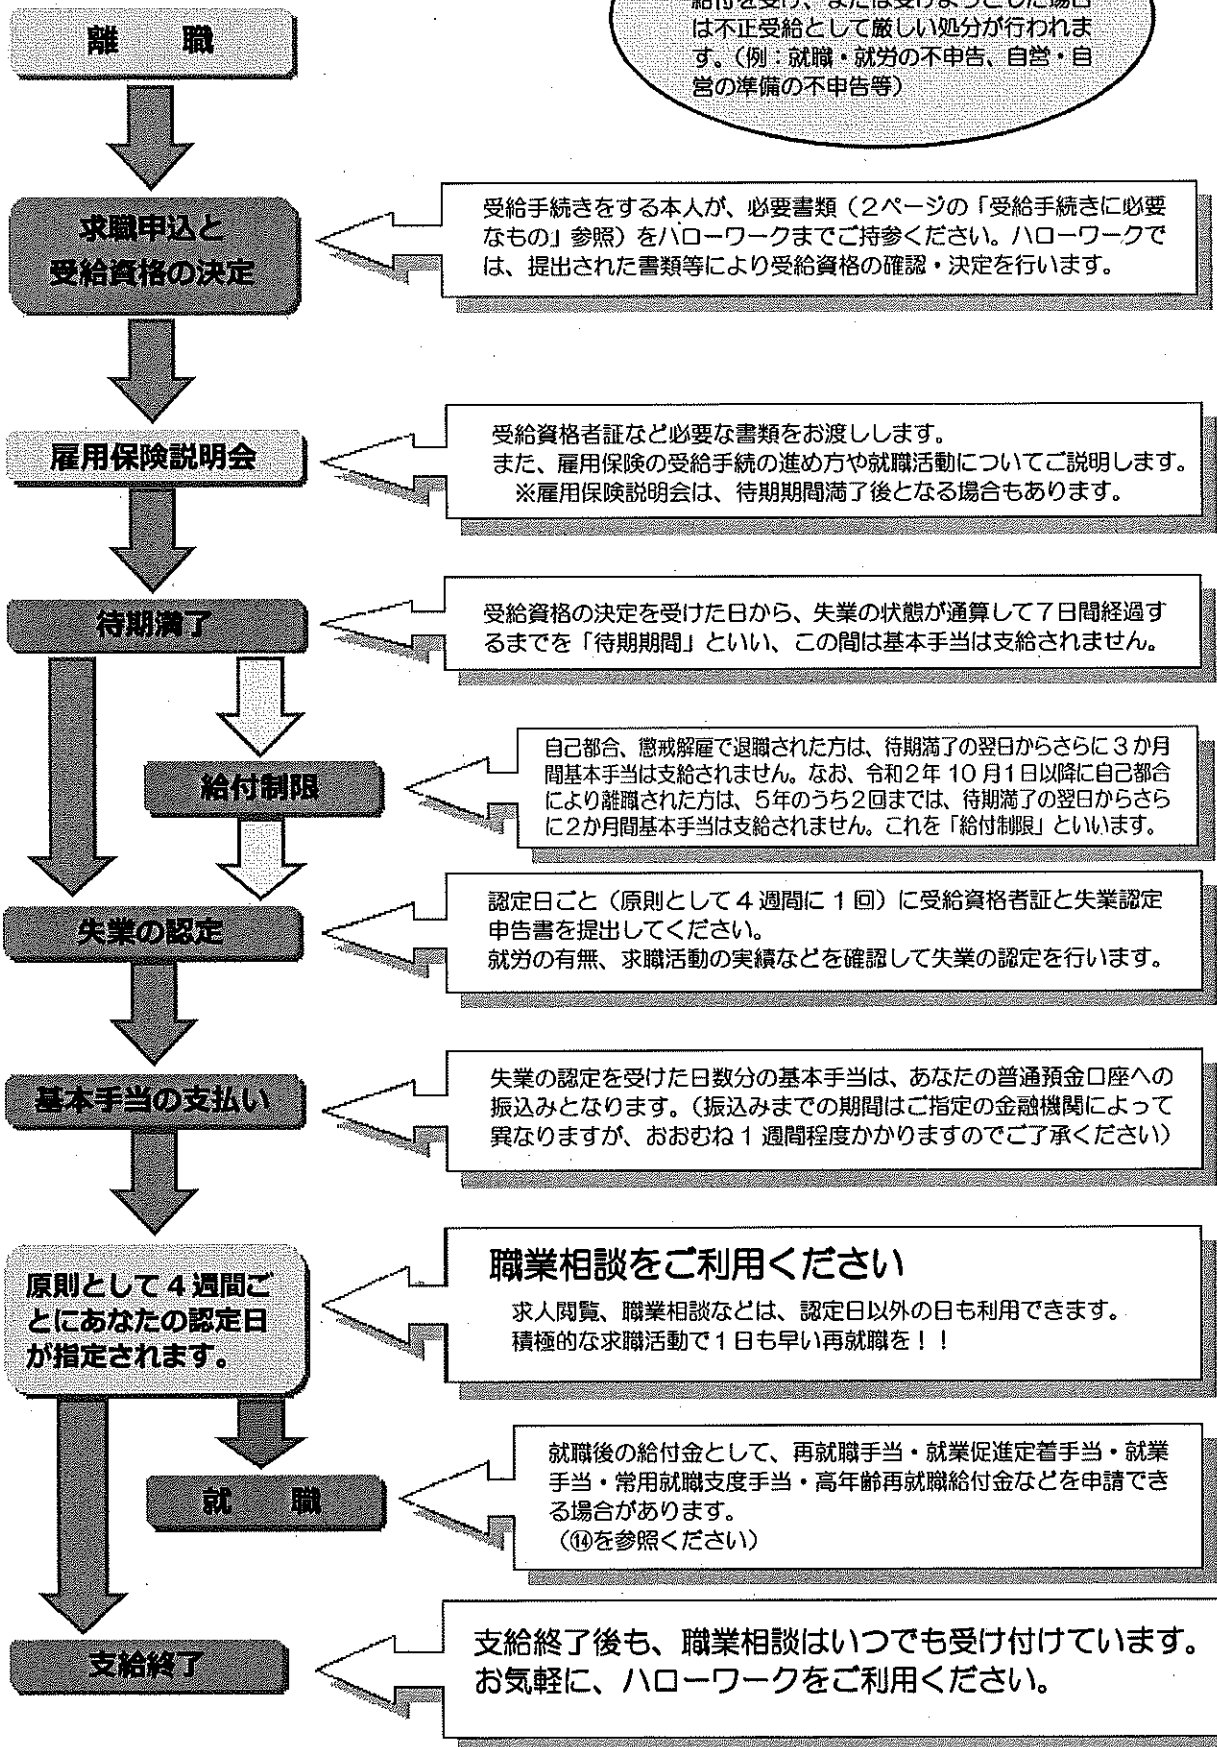 給付を受け、または受けようとした場合
は不正受給として厳しい処分が行われま
す。（例：就職・就労の不申告、自営・自
営の準備の不申告等）
離　職
求職申込と
受給資格の決定
受給手続きをする本人が、必要書類（２ページの「受給手続きに必要
なもの」参照）をハローワークまでご持参ください。ハローワークで
は、提出された書類等により受給資格の確認・決定を行います。
雇用保険説明会
受給資格者証など必要な書類をお渡しします。
また、雇用保険の受給手続の進め方や就職活動についてご説明します。
※雇用保険説明会は、待期期間満了後となる場合もあります。
待期満了
受給資格の決定を受けた日から、失業の状態が通算して７日間経過す
るまでを「待期期間」といい、この間は基本手当は支給されません。
給付制限
自己都合、懲戒解雇で退職された方は、待期満了の翌日からさらに３か月
間基本手当は支給されません。なお、令和２年 10 月１日以降に自己都合
により離職された方は、５年のうち２回までは、待期満了の翌日からさら
に２か月間基本手当は支給されません。これを「給付制限」といいます。
失業の認定
認定日ごと（原則として４週間に１回）に受給資格者証と失業認定
申告書を提出してください。
就労の有無、求職活動の実績などを確認して失業の認定を行います。
基本手当の支払い
失業の認定を受けた日数分の基本手当は、あなたの普通預金口座への
振込みとなります。（振込みまでの期間はご指定の金融機関によって
異なりますが、おおむね１週間程度かかりますのでご了承ください）
原則として４週間ご
とにあなたの認定日
が指定されます。
職業相談をご利用ください
求人閲覧、職業相談などは、認定日以外の日も利用できます。
積極的な求職活動で１日も早い再就職を！！
就　職
就職後の給付金として、再就職手当・就業促進定着手当・就業
手当・常用就職支度手当・高年齢再就職給付金などを申請でき
る場合があります。
（⑭を参照ください）
支給終了
支給終了後も、職業相談はいつでも受け付けています。
お気軽に、ハローワークをご利用ください。